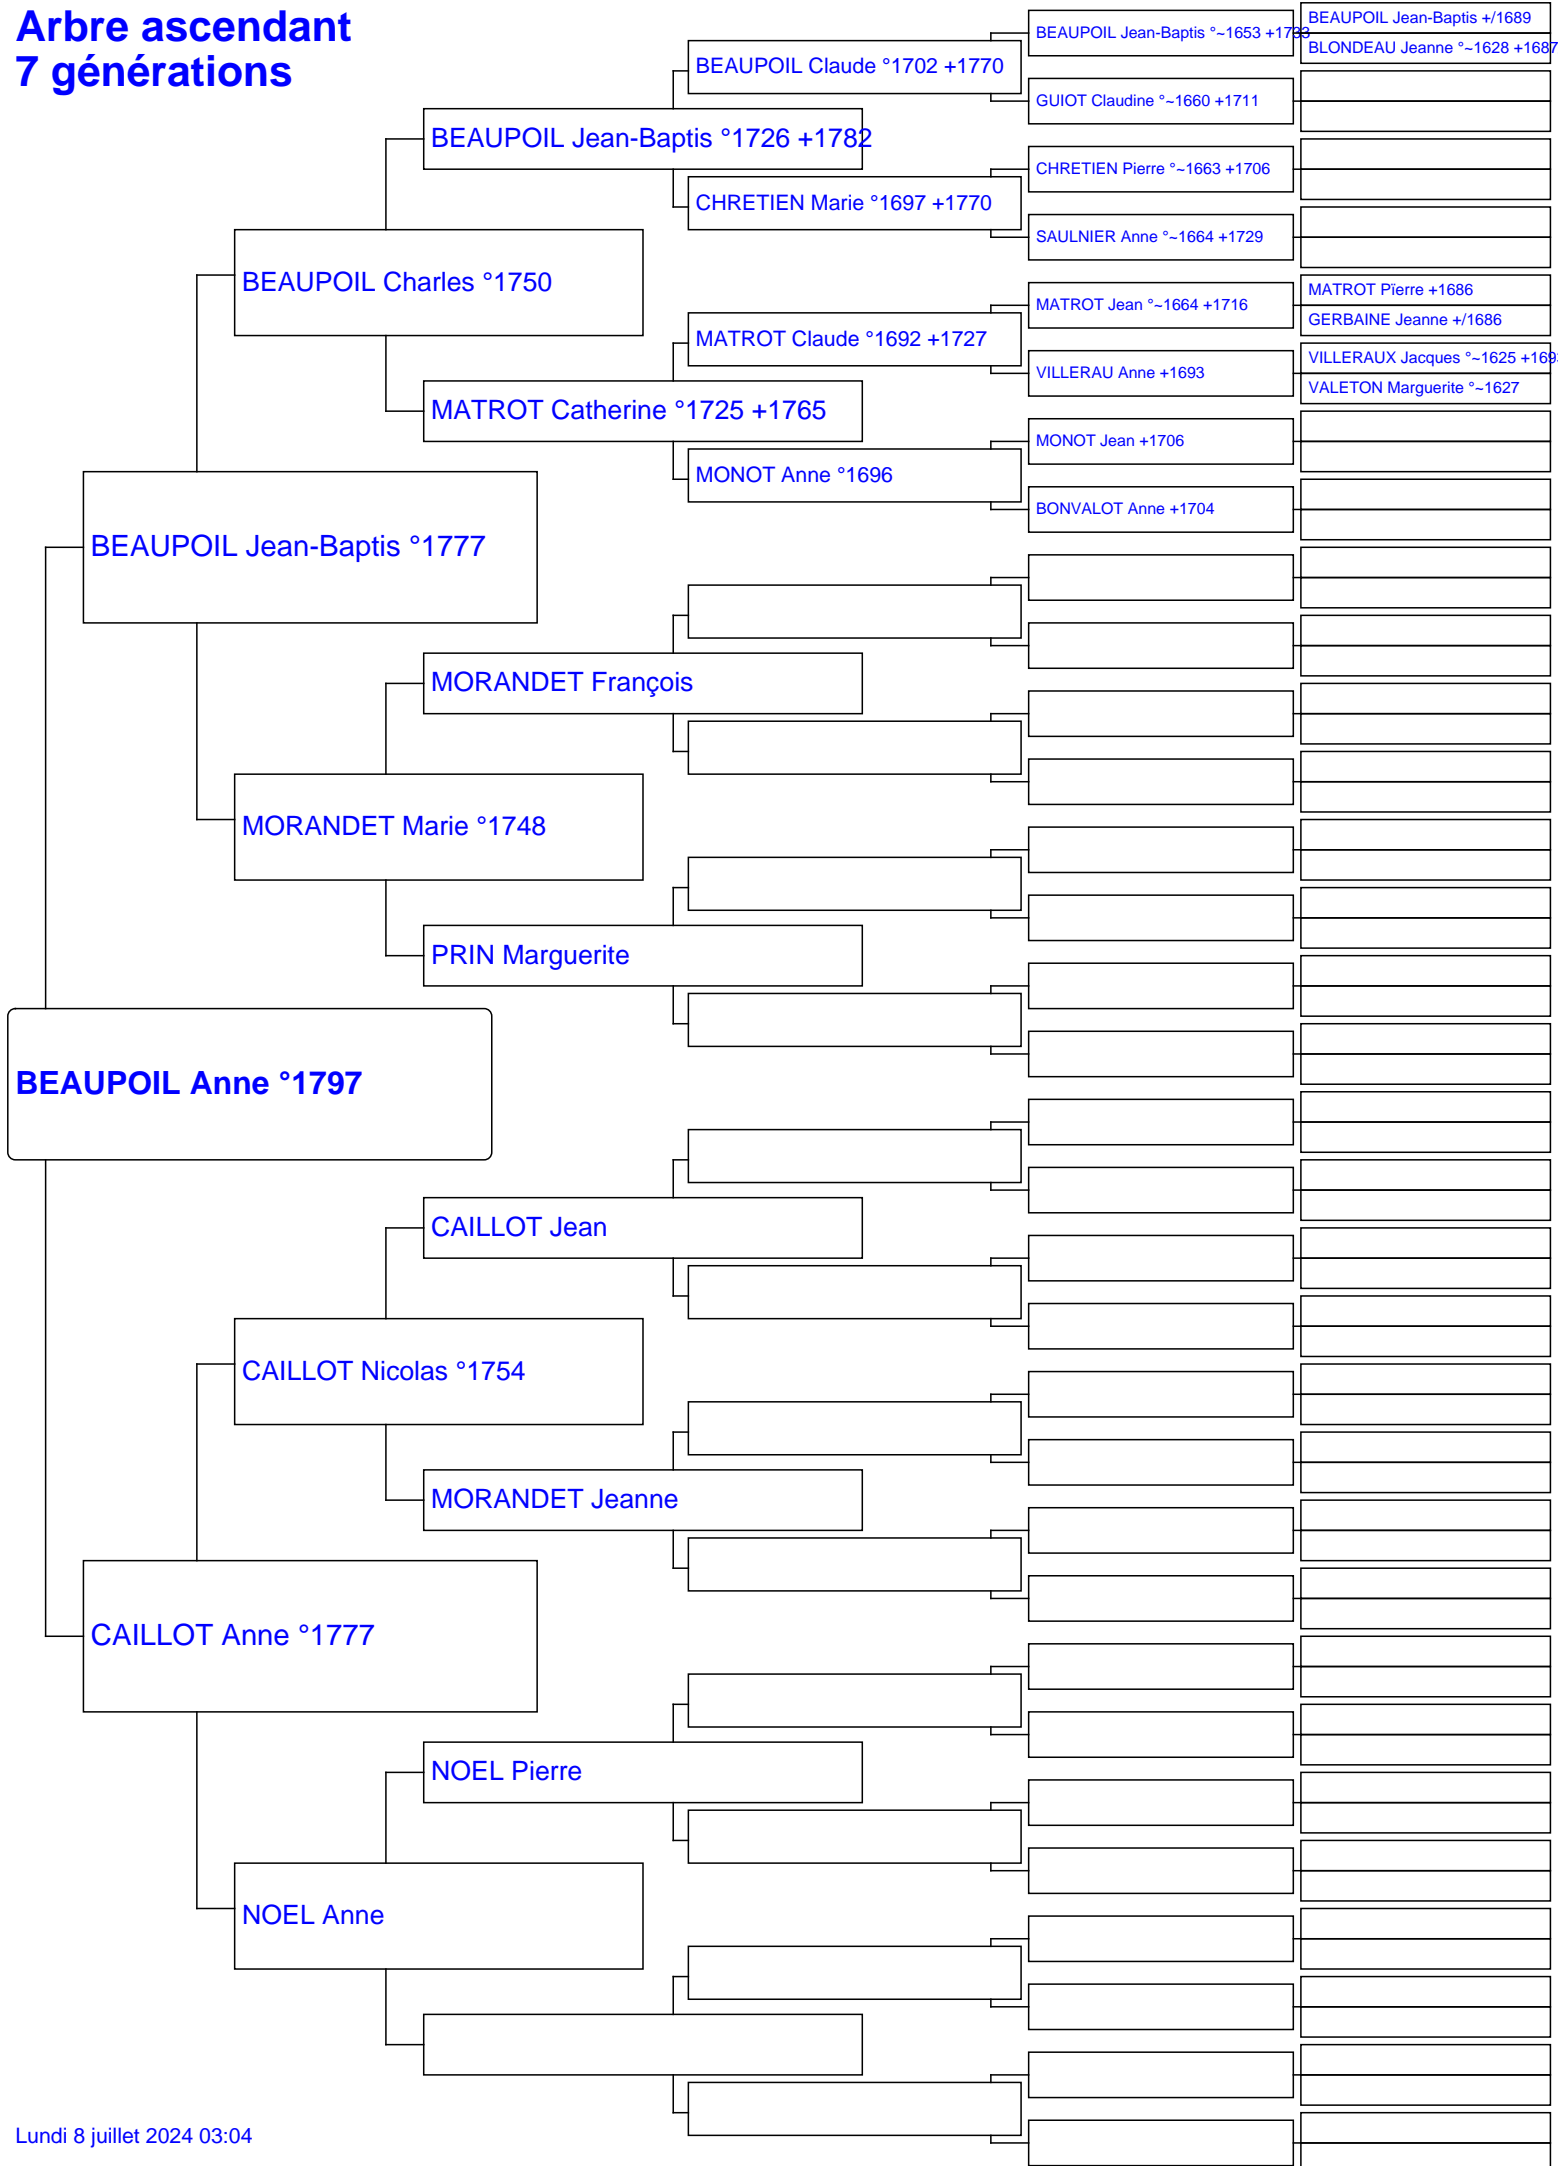 Arbre ascendant
7 générations
BEAUPOIL Jean-Baptis +/1689
BEAUPOIL Jean-Baptis °~1653 +1733
BLONDEAU Jeanne °~1628 +1687
BEAUPOIL Claude °1702 +1770
GUIOT Claudine °~1660 +1711
BEAUPOIL Jean-Baptis °1726 +1782
CHRETIEN Pierre °~1663 +1706
CHRETIEN Marie °1697 +1770
SAULNIER Anne °~1664 +1729
BEAUPOIL Charles °1750
MATROT Pïerre +1686
MATROT Jean °~1664 +1716
GERBAINE Jeanne +/1686
MATROT Claude °1692 +1727
VILLERAUX Jacques °~1625 +169
VILLERAU Anne +1693
VALETON Marguerite °~1627
MATROT Catherine °1725 +1765
MONOT Jean +1706
MONOT Anne °1696
BONVALOT Anne +1704
BEAUPOIL Jean-Baptis °1777
MORANDET François
MORANDET Marie °1748
PRIN Marguerite
BEAUPOIL Anne °1797
CAILLOT Jean
CAILLOT Nicolas °1754
MORANDET Jeanne
CAILLOT Anne °1777
NOEL Pierre
NOEL Anne
Lundi 8 juillet 2024 03:04